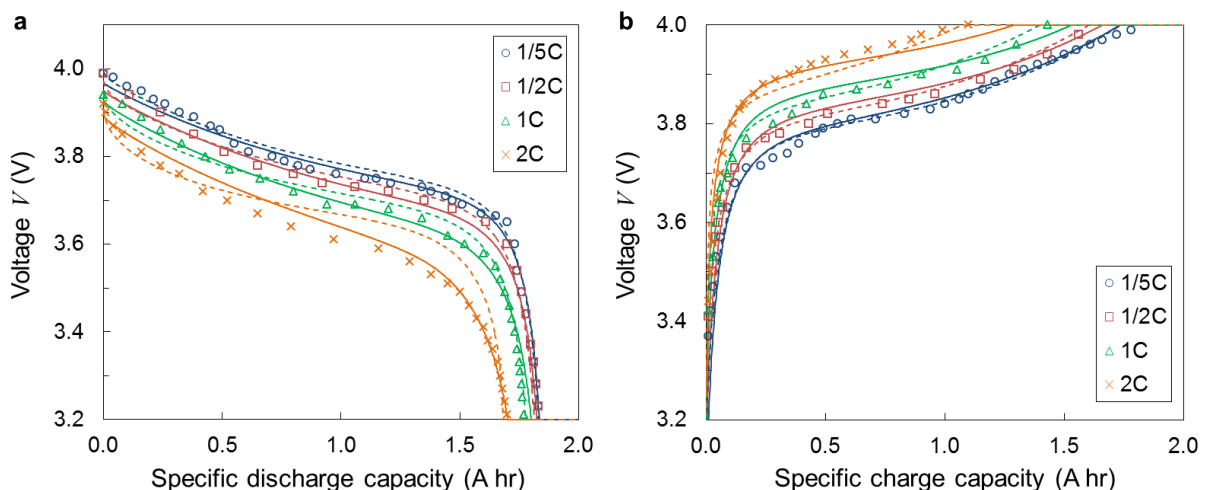 a
1/5C
1/2C
1C
2C
4.0
3.8
3.6
3.4
3.2
0.0
0.5
1.0
1.5
2.0
Voltage V (V)
Specific discharge capacity (A hr)
b
4.0
3.8
3.6
3.4
3.2
1/5C
1/2C
1C
2C
0.0
0.5
1.0
1.5
2.0
Voltage V (V)
Specific charge capacity (A hr)